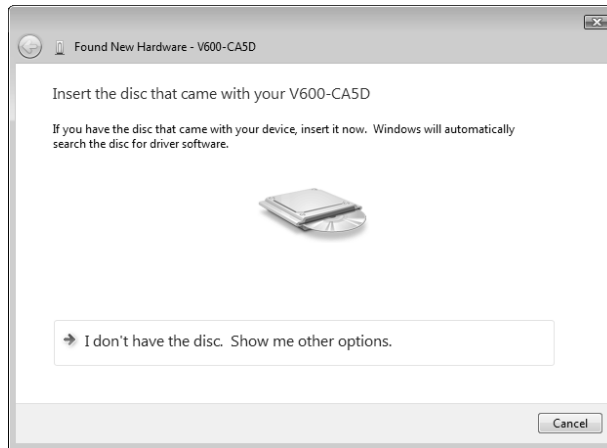 Found New Hardware - V600-CA5D
Insert the disc that came with your V600-CA5D
If you have the disc that came with your device, insert it now.  Windows will automatically
search the disc for driver software.
I don't have the disc.  Show me other options.
Cancel